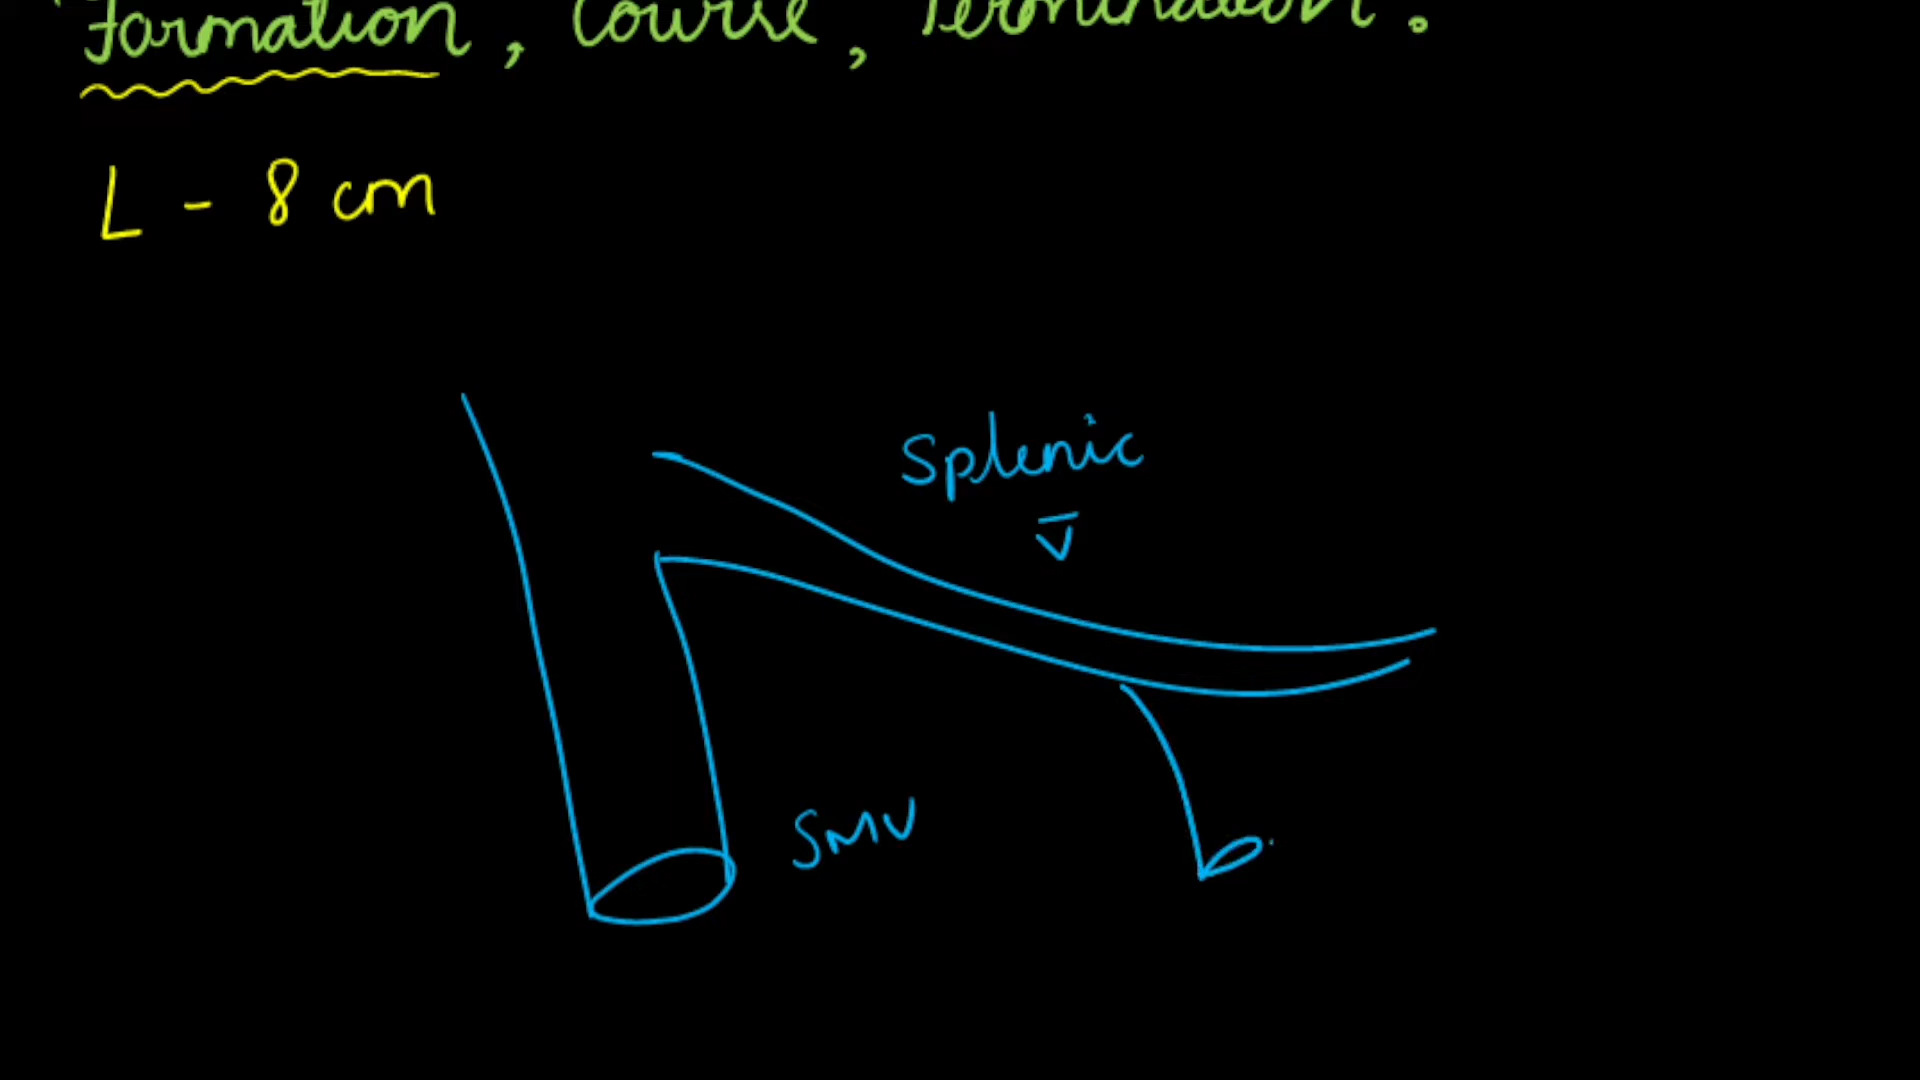 Formation, Course, Termination.
L - 8 cm
Splenic
V
SMV